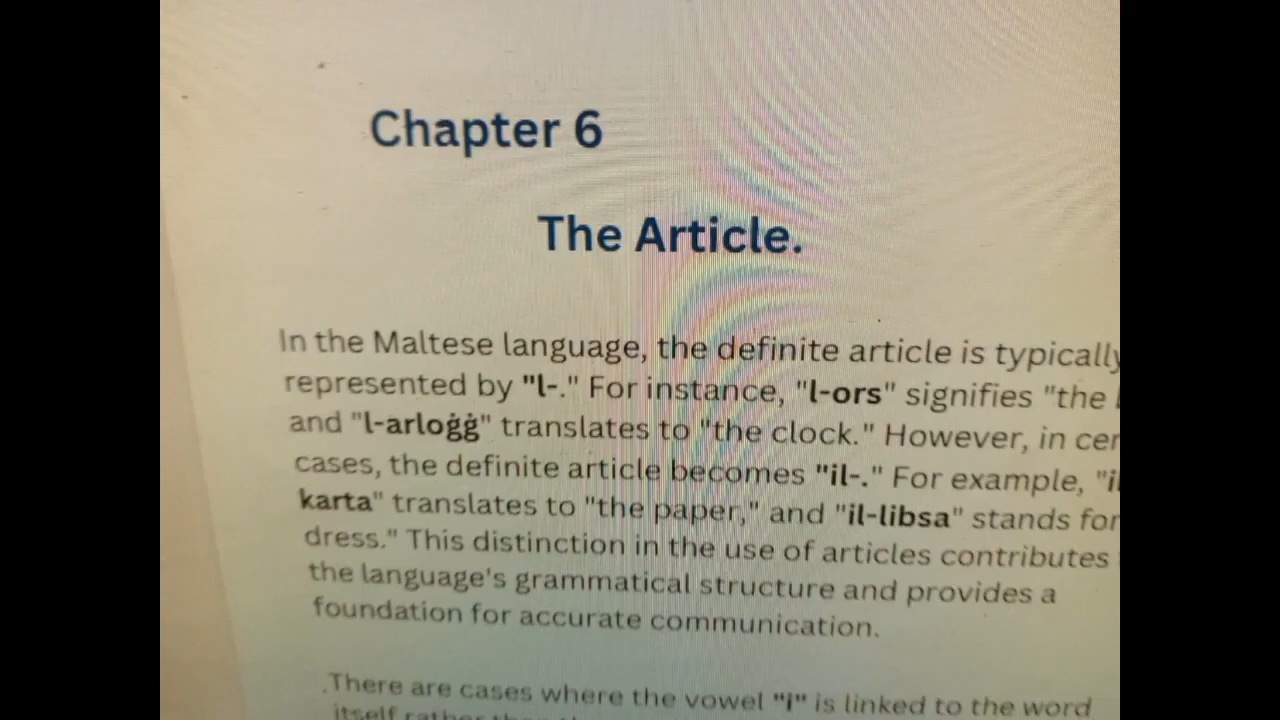 Chapter 6
The Article.
In the Maltese language, the definite article is typically
represented by "l-." For instance, "l-ors" signifies "the
and "l-arloġġ" translates to "the clock." However, in cer
cases, the definite article becomes "il-." For example, "il
karta" translates to "the paper," and "il-libsa" stands for
dress." This distinction in the use of articles contributes
the language's grammatical structure and provides a
foundation for accurate communication.
There are cases where the vowel "i" is linked to the word
itself rather